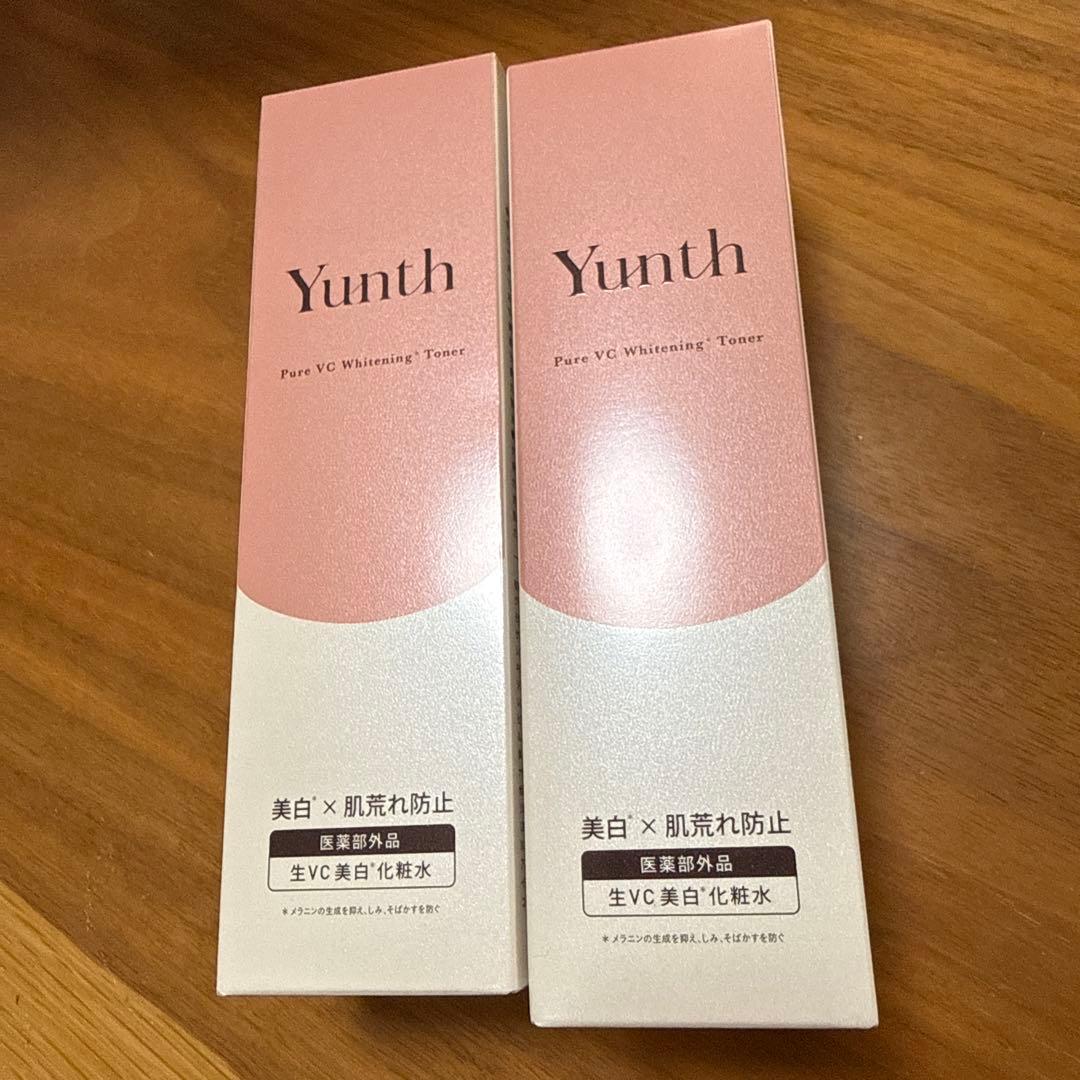 Yunth
Pure VC Whitening* Toner
美白*×肌荒れ防止
医薬部外品
生VC美白*化粧水
*メラニンの生成を抑え、しみ、そばかすを防ぐ
Yunth
Pure VC Whitening* Toner
美白*×肌荒れ防止
医薬部外品
生VC美白*化粧水
*メラニンの生成を抑え、しみ、そばかすを防ぐ